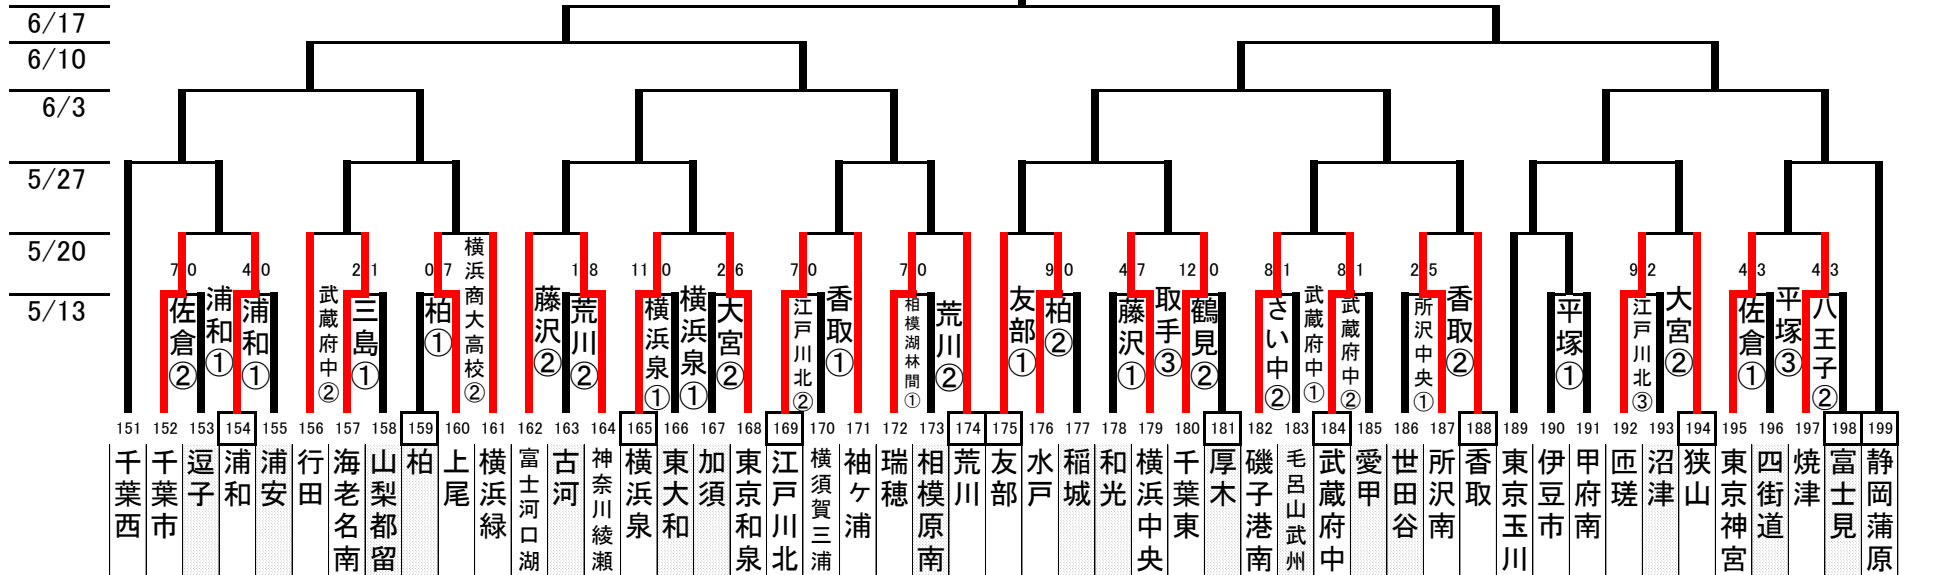 6/17
6/10
6/3
5/27
5/20
5/13
7 0
4 0
2 1
0 7
1 8
11 0
2 6
7 0
7 0
9 0
4 7
12 0
8 1
8 1
2 5
9 2
4 3
4 3
佐倉②
浦和①
浦和①
武蔵府中②
三島①
柏①
横浜商大高校②
藤沢②
荒川②
横浜泉①
横浜泉①
大宮②
江戸川北②
香取①
相模湖林間①
荒川②
友部①
柏②
藤沢①
取手③
鶴見②
さい中②
武蔵府中①
武蔵府中②
所沢中央①
香取②
平塚①
江戸川北③
大宮②
佐倉①
平塚③
八王子②
151 152 153 154 155 156 157 158 159 160 161 162 163 164 165 166 167 168 169 170 171 172 173 174 175 176 177 178 179 180 181 182 183 184 185 186 187 188 189 190 191 192 193 194 195 196 197 198 199
千葉西
千葉市
逗子
浦和
浦安
行田
海老名南
山梨都留
柏
上尾
横浜緑
富士河口湖
古河
神奈川綾瀬
横浜泉
東大和
加須
東京和泉
江戸川北
横須賀三浦
袖ケ浦
瑞穂
相模原南
荒川
友部
水戸
稲城
和光
横浜中央
千葉東
厚木
磯子港南
毛呂山武州
武蔵府中
愛甲
世田谷
所沢南
香取
東京玉川
伊豆市
甲府南
匝瑳
沼津
狭山
東京神宮
四街道
焼津
富士見
静岡蒲原